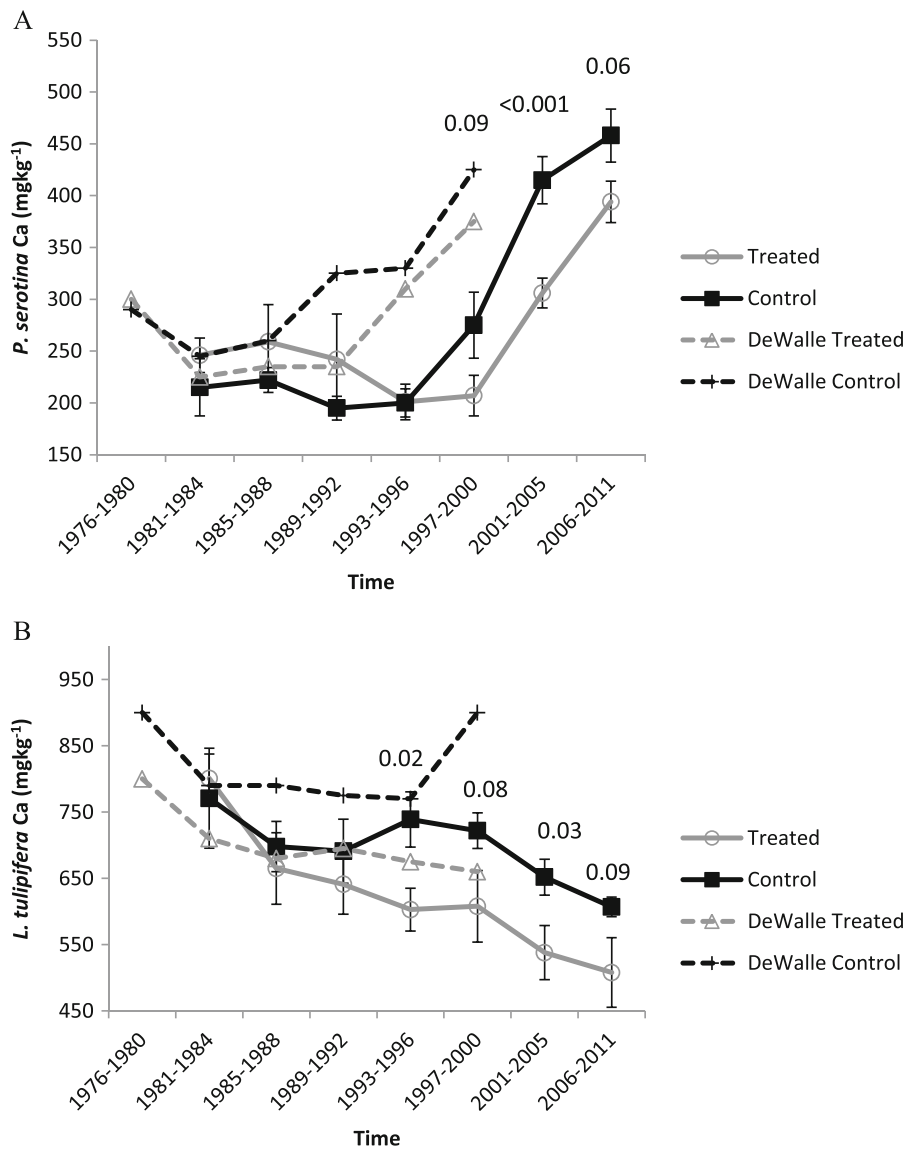 A
550
500
450
400
350
300
250
200
150
P. serotina Ca (mgkg-1)
0.09
<0.001
0.06
1976-1980
1981-1984
1985-1988
1989-1992
1993-1996
1997-2000
2001-2005
2006-2011
Time
Treated
Control
DeWalle Treated
DeWalle Control
B
950
850
750
650
550
450
L. tulipifera Ca (mgkg-1)
0.02
0.08
0.03
0.09
1976-1980
1981-1984
1985-1988
1989-1992
1993-1996
1997-2000
2001-2005
2006-2011
Time
Treated
Control
DeWalle Treated
DeWalle Control